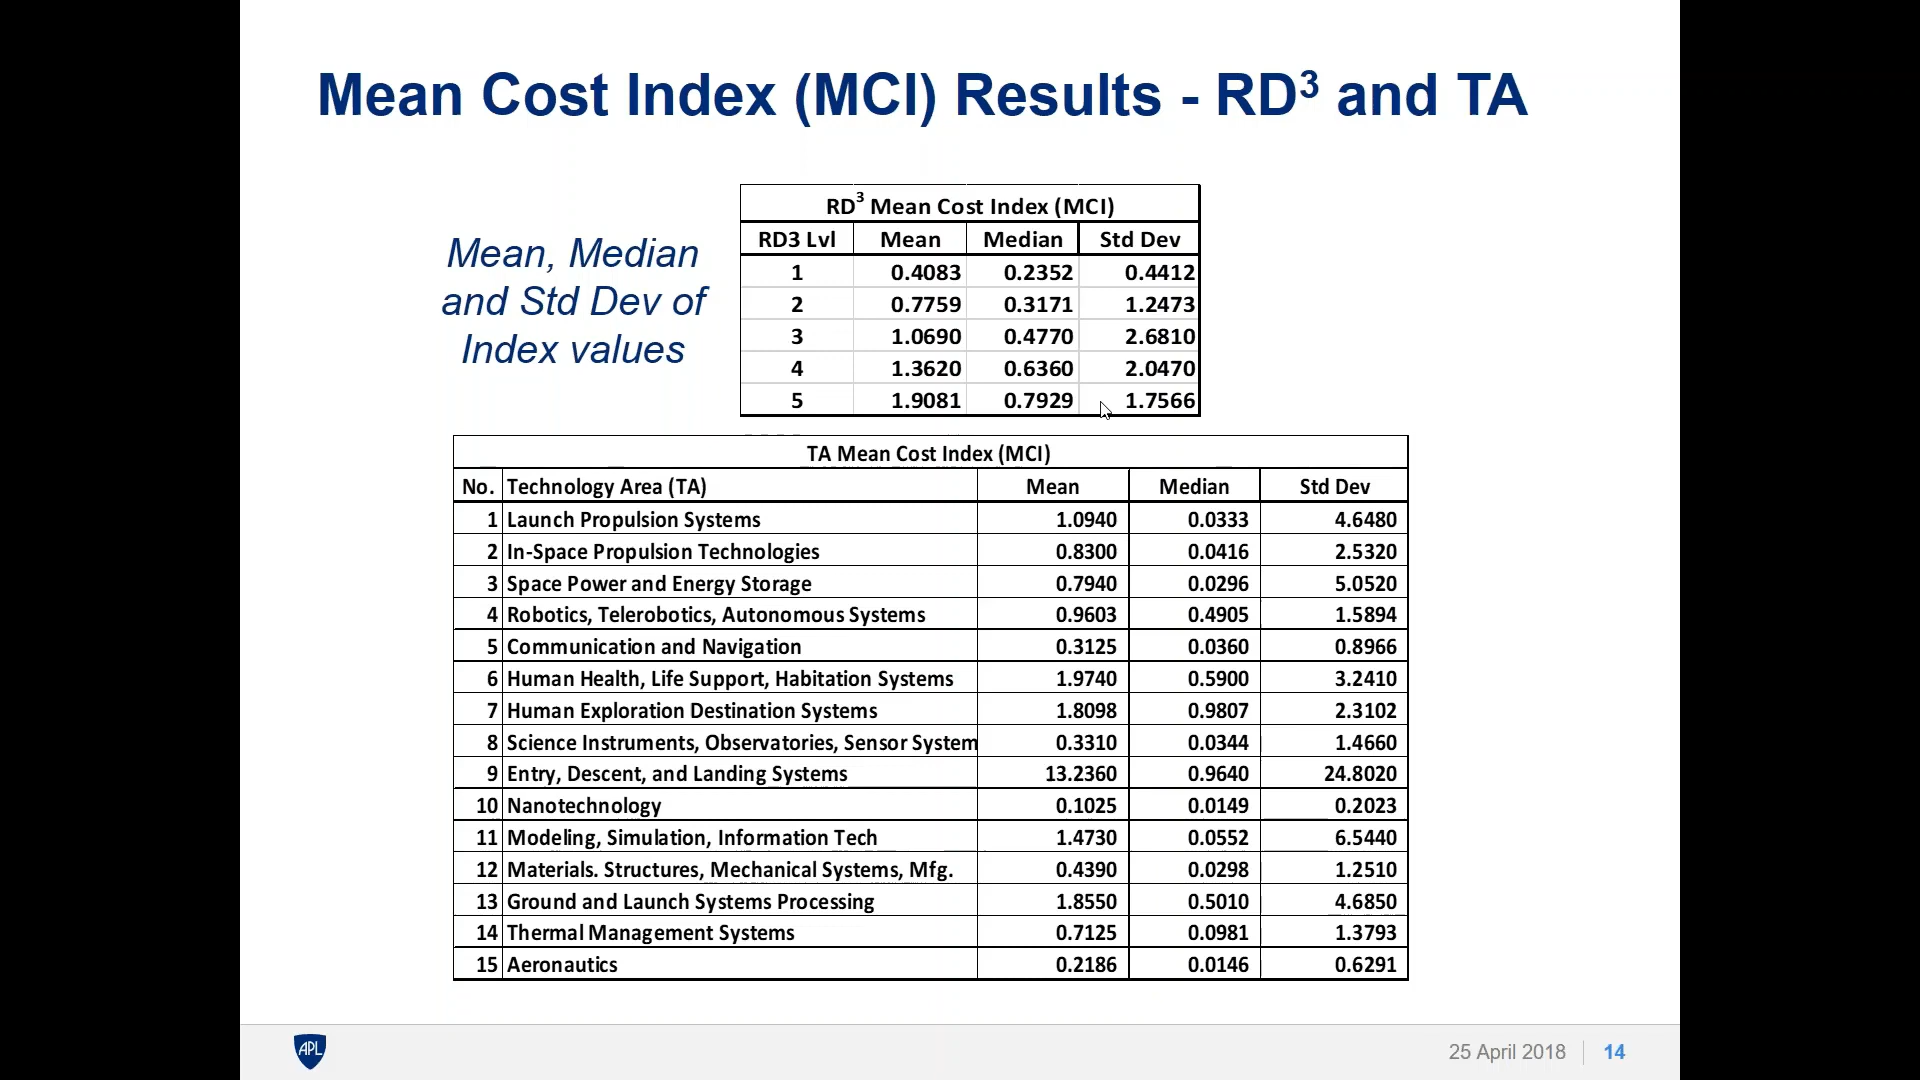 Mean Cost Index (MCI) Results - RD³ and TA
Mean, Median
and Std Dev of
Index values
RD³ Mean Cost Index (MCI)
RD3 Lvl Mean Median Std Dev
1 0.4083 0.2352 0.4412
2 0.7759 0.3171 1.2473
3 1.0690 0.4770 2.6810
4 1.3620 0.6360 2.0470
5 1.9081 0.7929 1.7566
TA Mean Cost Index (MCI)
No. Technology Area (TA) Mean Median Std Dev
1 Launch Propulsion Systems 1.0940 0.0333 4.6480
2 In-Space Propulsion Technologies 0.8300 0.0416 2.5320
3 Space Power and Energy Storage 0.7940 0.0296 5.0520
4 Robotics, Telerobotics, Autonomous Systems 0.9603 0.4905 1.5894
5 Communication and Navigation 0.3125 0.0360 0.8966
6 Human Health, Life Support, Habitation Systems 1.9740 0.5900 3.2410
7 Human Exploration Destination Systems 1.8098 0.9807 2.3102
8 Science Instruments, Observatories, Sensor System 0.3310 0.0344 1.4660
9 Entry, Descent, and Landing Systems 13.2360 0.9640 24.8020
10 Nanotechnology 0.1025 0.0149 0.2023
11 Modeling, Simulation, Information Tech 1.4730 0.0552 6.5440
12 Materials. Structures, Mechanical Systems, Mfg. 0.4390 0.0298 1.2510
13 Ground and Launch Systems Processing 1.8550 0.5010 4.6850
14 Thermal Management Systems 0.7125 0.0981 1.3793
15 Aeronautics 0.2186 0.0146 0.6291
APL
25 April 2018 14